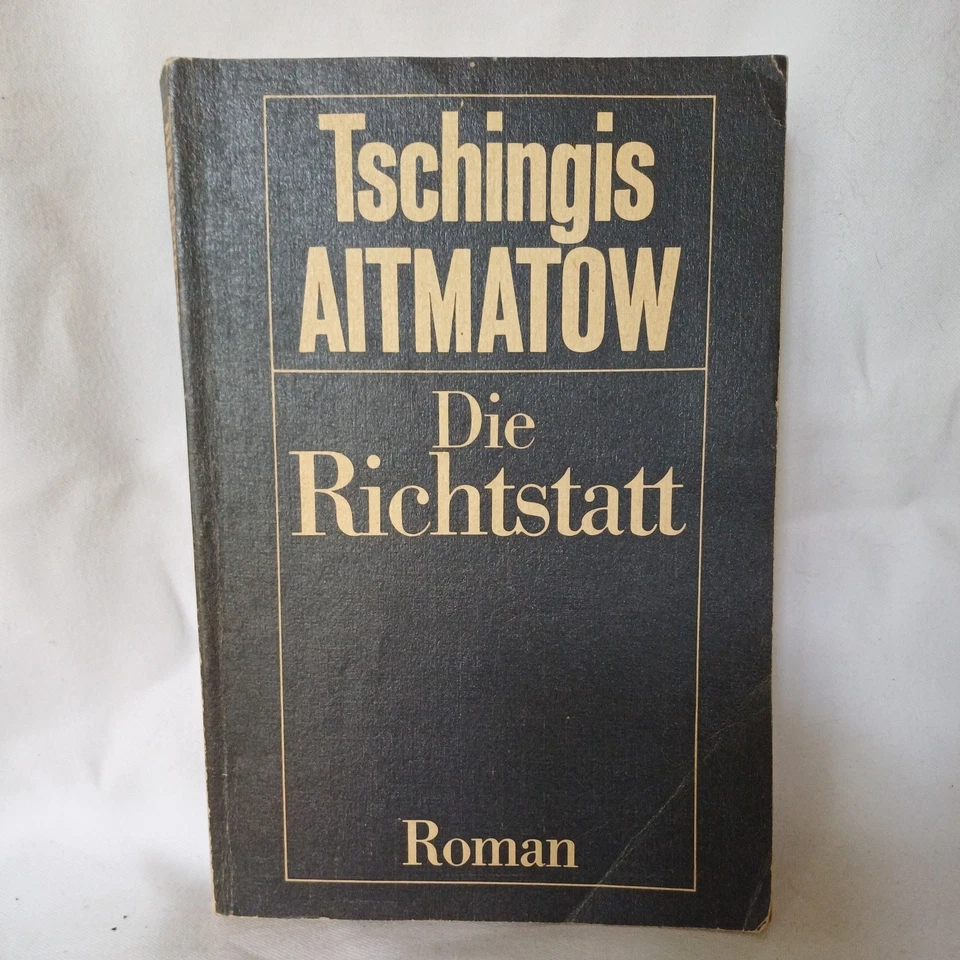 Tschingis
AITMATOW
Die
Richtstatt
Roman